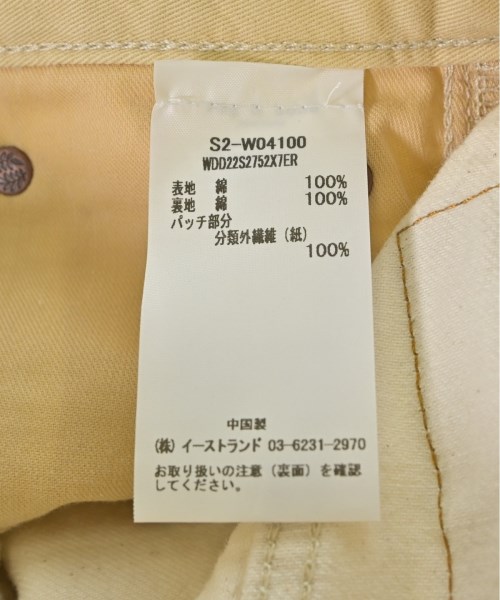 S2-W04100
WDD22S2752X7ER
表地 綿 100%
裏地 綿 100%
パッチ部分
分類外繊維（紙）
100%
中国製
（株）イーストランド 03-6231-2970
お取り扱いの注意（裏面）を確認
してください。